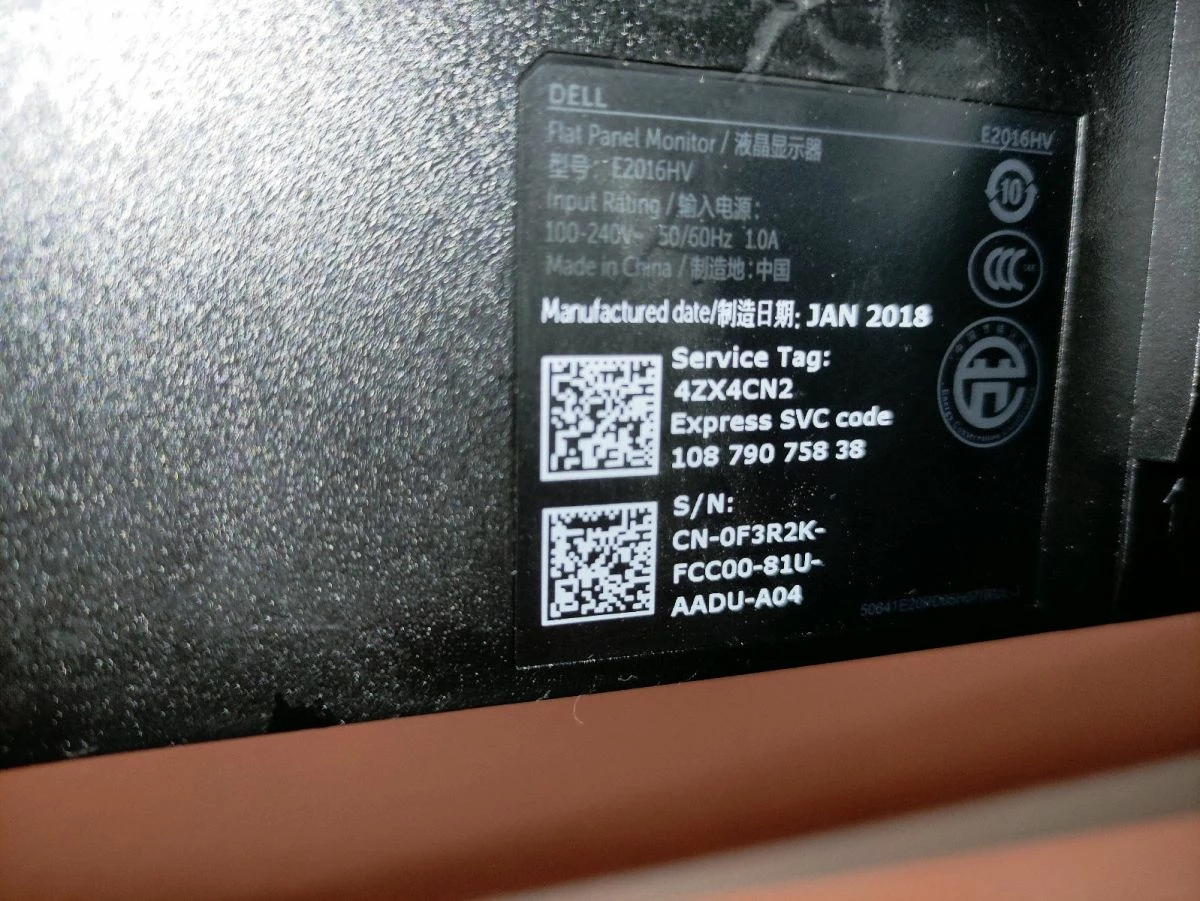 DELL
E2016HV
Flat Panel Monitor / 液晶显示器
型号: E2016HV
Input Rating / 输入电源:
100-240V~ 50/60Hz 1.0A
Made in China / 制造地:中国
10
Manufactured date/制造日期: JAN 2018
Service Tag:
4ZX4CN2
Express SVC code
108 790 758 38
S/N:
CN-0F3R2K-
FCC00-81U-
AADU-A04